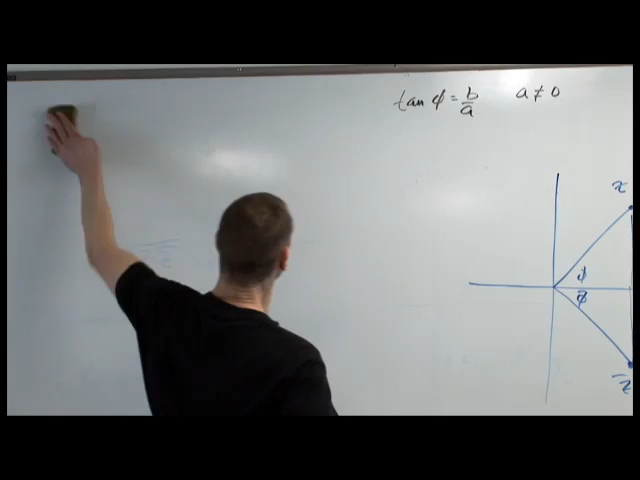 tan ϕ = b/a   a ≠ 0
z
ϕ
ϕ
z̄